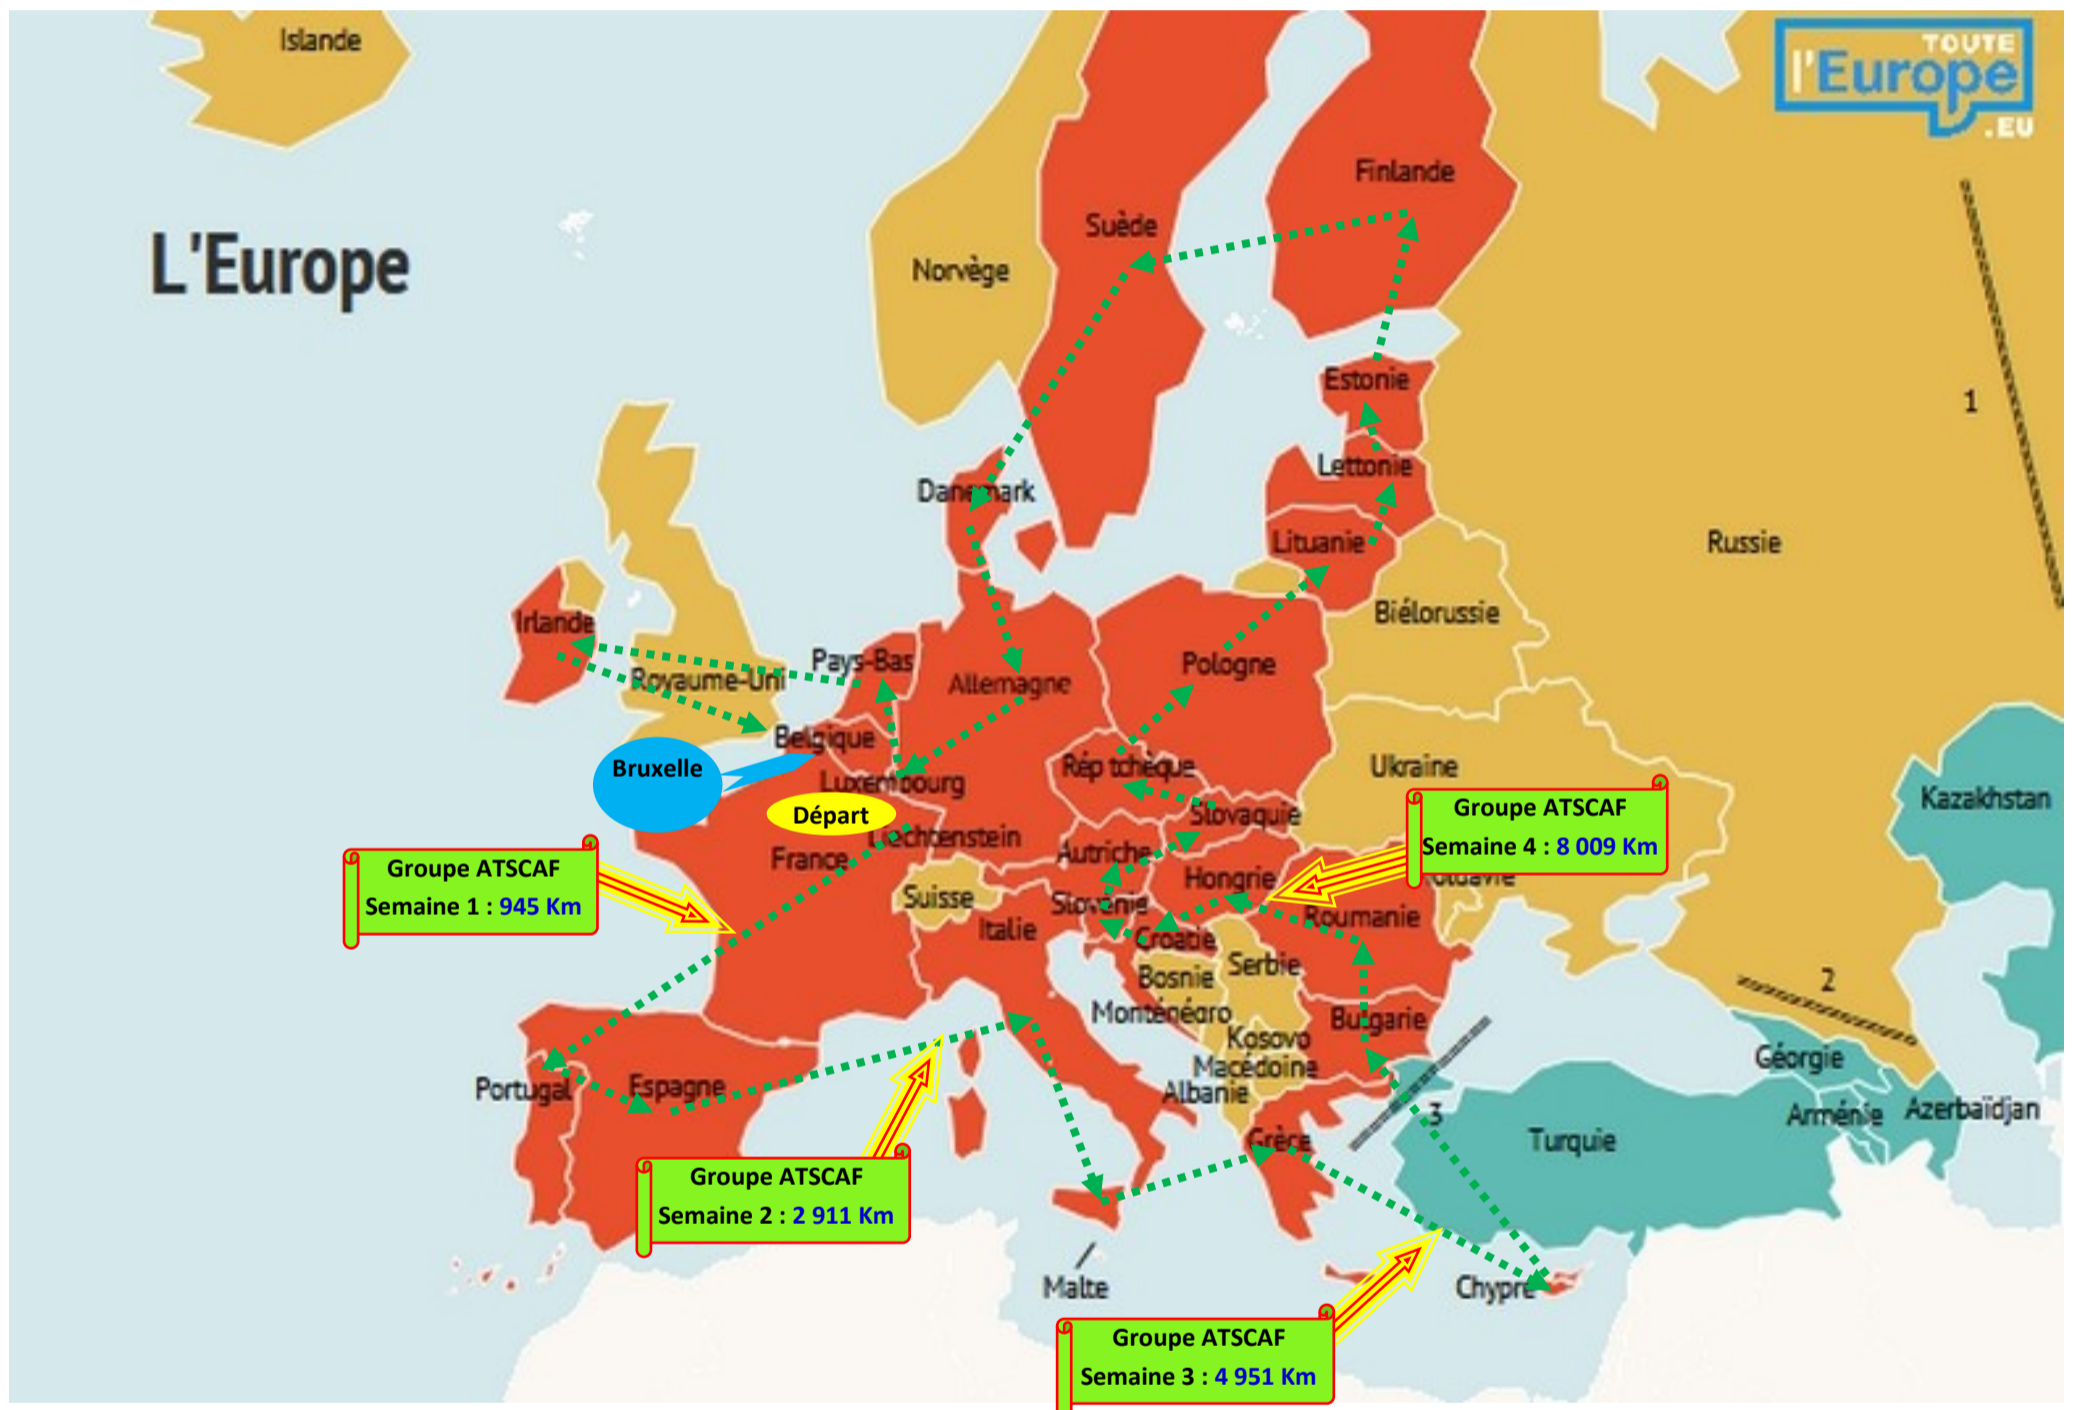 Islande
TOUTE
l'Europe
.EU
Finlande
Suède
L'Europe
Norvège
Estonie
1
Lettonie
Danemark
Lituanie
Russie
Biélorussie
Irlande
Pays-Bas
Pologne
Royaume-Uni
Allemagne
Belgique
Bruxelle
Rép tchèque
Ukraine
Luxembourg
Kazakhstan
Départ
Slovaquie
Groupe ATSCAF
Semaine 4 : 8 009 Km
Liechtenstein
France
Autriche
Groupe ATSCAF
Semaine 1 : 945 Km
Hongrie
Suisse
Slovénie
Roumanie
Italie
Croatie
Serbie
Bosnie
2
Monténégro
Bulgarie
Kosovo
Macédoine
Géorgie
Portugal
Espagne
Albanie
3
Arménie
Azerbaïdjan
Grèce
Turquie
Groupe ATSCAF
Semaine 2 : 2 911 Km
Malte
Chypre
Groupe ATSCAF
Semaine 3 : 4 951 Km